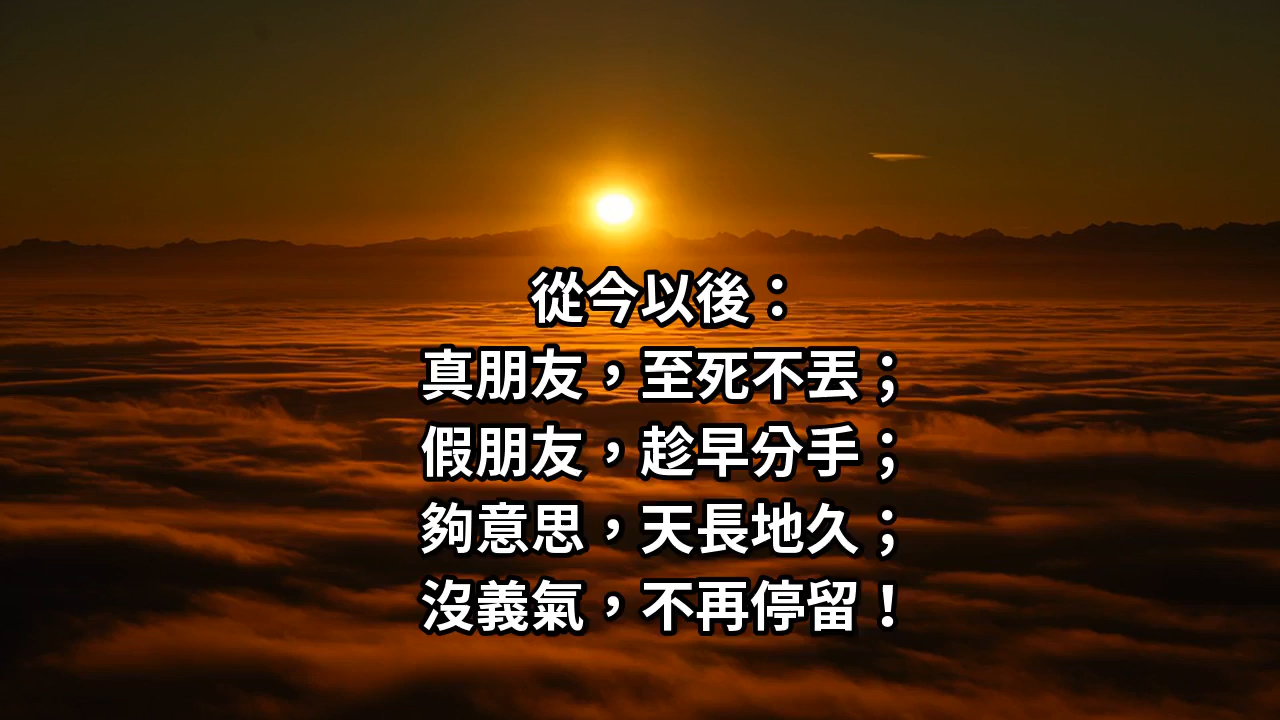 從今以後：
真朋友，至死不丟；
假朋友，趁早分手；
夠意思，天長地久；
沒義氣，不再停留！